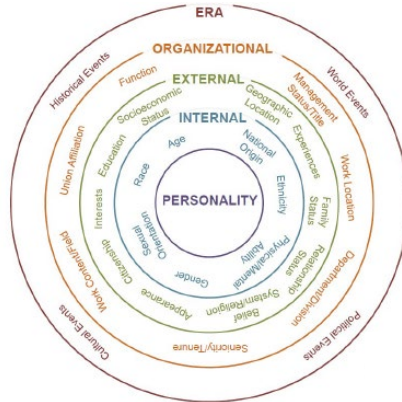 ERA
Historical Events
World Events
Political Events
Cultural Events
ORGANIZATIONAL
Function
Management
Status/Title
Work Location
Department/Division
Seniority/Tenure
Work Content/Field
Union Affiliation
EXTERNAL
Socioeconomic
Status
Geographic
Location
Experiences
Family
Status
Relationship
Status
Belief
System/Religion
Appearance
Citizenship
Interests
Education
INTERNAL
Age
National
Origin
Ethnicity
Physical/Mental
Ability
Gender
Sexual
Orientation
Race
PERSONALITY